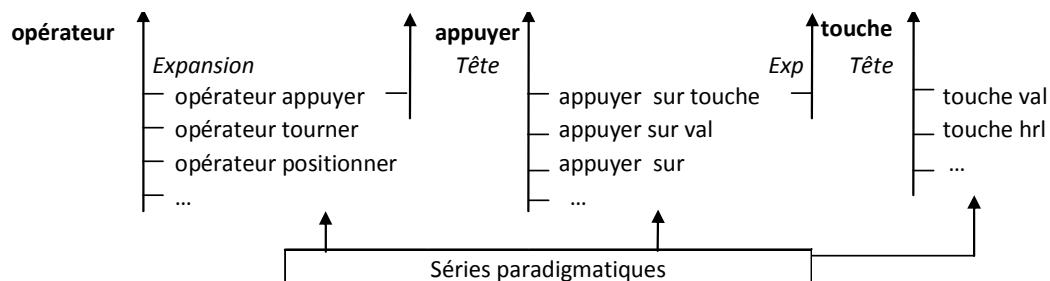 opérateur appuyer touche
Expansion Tête Exp Tête
opérateur appuyer appuyer sur touche touche val
opérateur tourner appuyer sur val touche hrl
opérateur positionner appuyer sur ...
... ...
Séries paradigmatiques